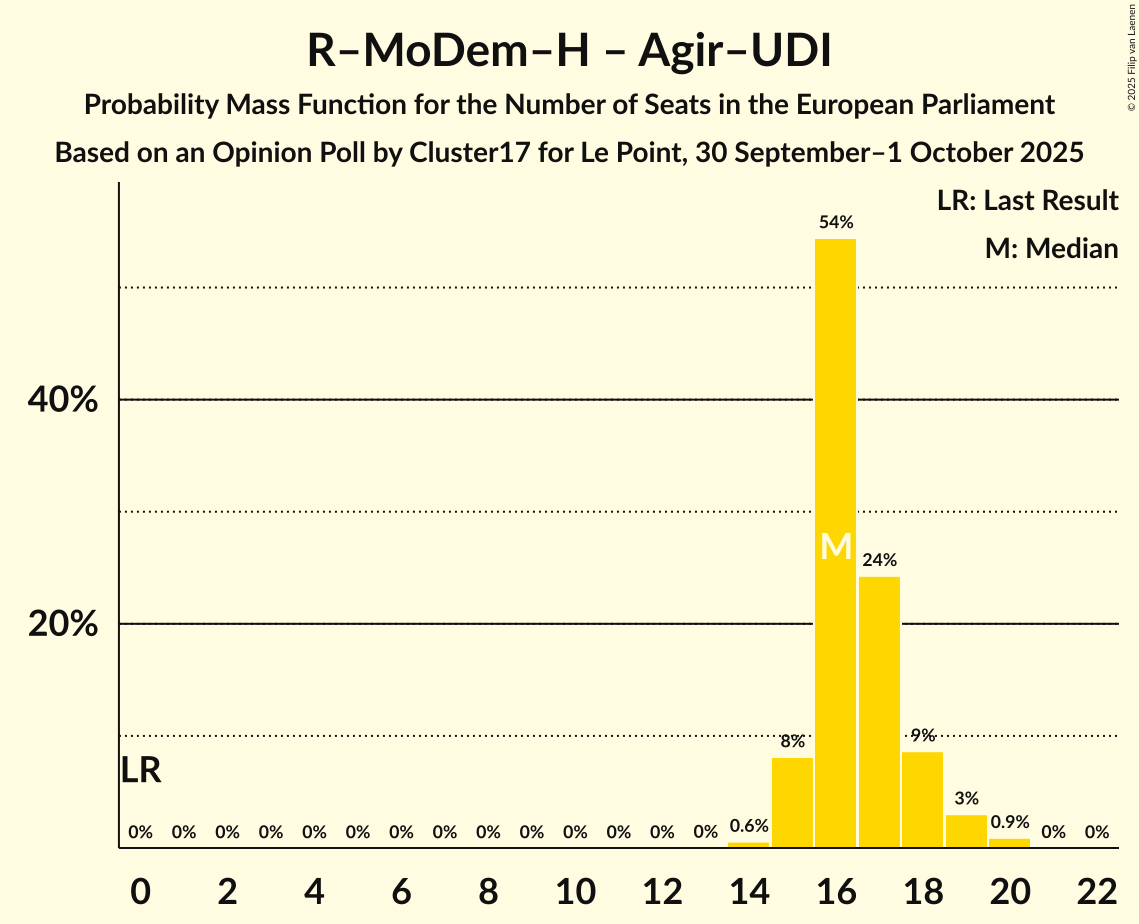 R–MoDem–H – Agir–UDI
Probability Mass Function for the Number of Seats in the European Parliament
Based on an Opinion Poll by Cluster17 for Le Point, 30 September–1 October 2025
© 2025 Filip van Laenen
LR: Last Result
M: Median
54%
40%
M
24%
20%
8%
9%
LR
3%
0% 0% 0% 0% 0% 0% 0% 0% 0% 0% 0% 0% 0% 0% 0.6% 0.9% 0% 0%
0 2 4 6 8 10 12 14 16 18 20 22